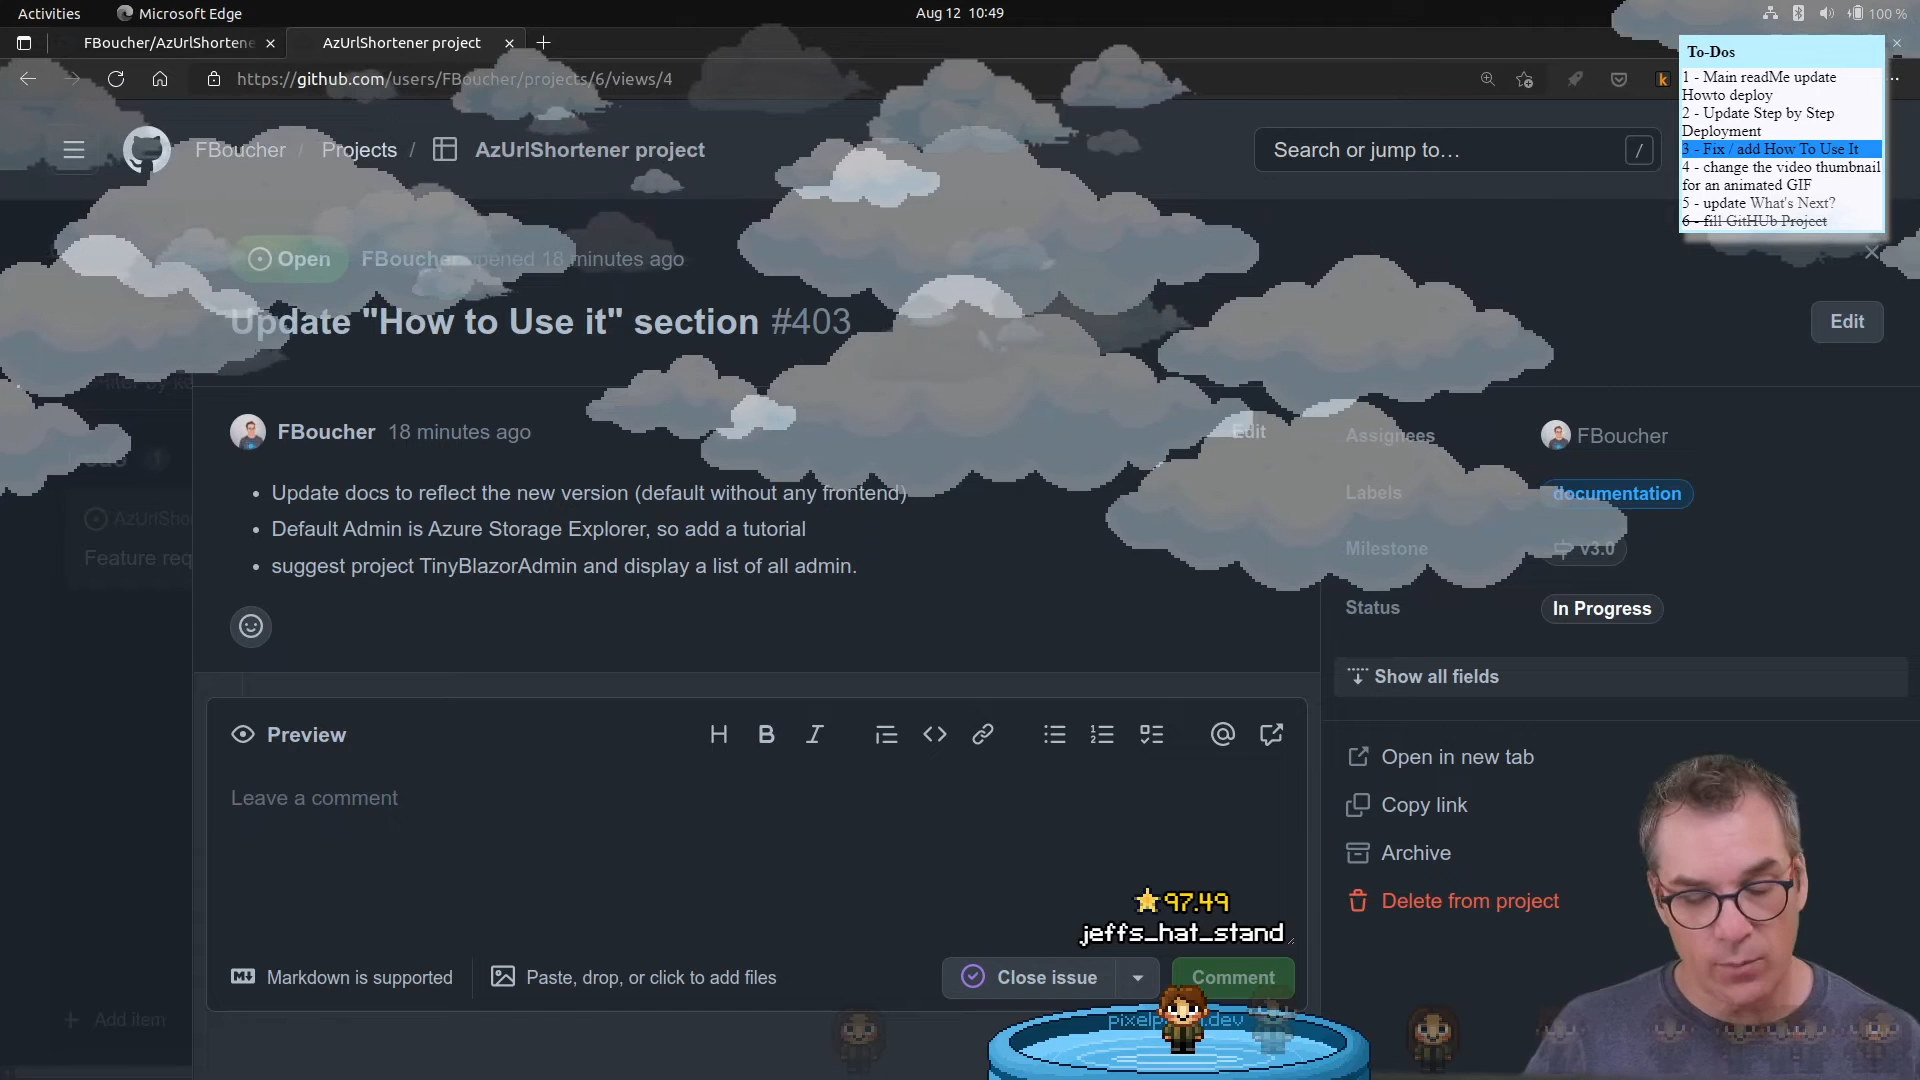 Activities
Microsoft Edge
Aug 12 10:49
100 %
FBoucher/AzUrlShortene
AzUrlShortener project
https://github.com/users/FBoucher/projects/6/views/4
To-Dos
1 - Main readMe update
Howto deploy
2 - Update Step by Step
Deployment
3 - Fix / add How To Use It
4 - change the video thumbnail
for an animated GIF
5 - update What's Next?
6 - fill GitHUb Project
FBoucher / Projects / AzUrlShortener project
Search or jump to…
/
Open
FBoucher opened 18 minutes ago
Update "How to Use it" section #403
Edit
FBoucher 18 minutes ago
Edit
• Update docs to reflect the new version (default without any frontend)
• Default Admin is Azure Storage Explorer, so add a tutorial
• suggest project TinyBlazorAdmin and display a list of all admin.
Assignees
FBoucher
Labels
documentation
Milestone
v3.0
Status
In Progress
Show all fields
AzUrlSho
Feature req
Preview
Leave a comment
Open in new tab
Copy link
Archive
Delete from project
97.49
jeffs_hat_stand
Markdown is supported
Paste, drop, or click to add files
Close issue
Comment
+ Add item